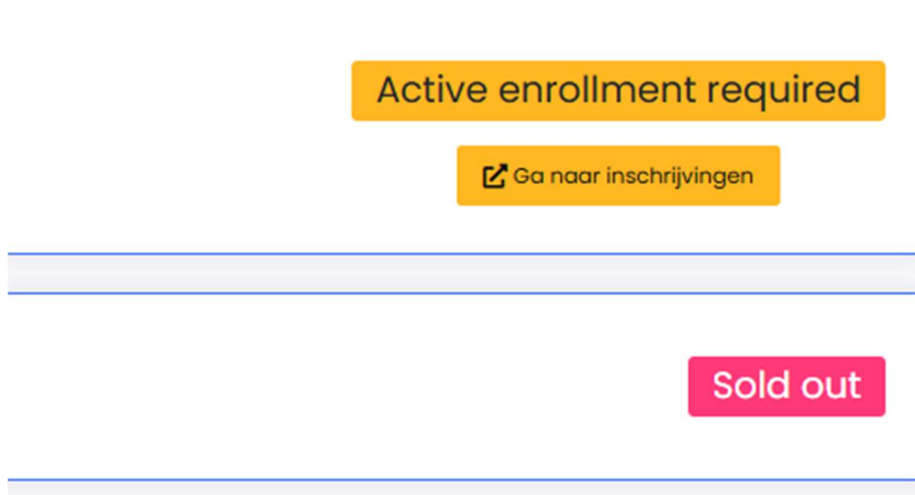 Active enrollment required
Ga naar inschrijvingen
Sold out